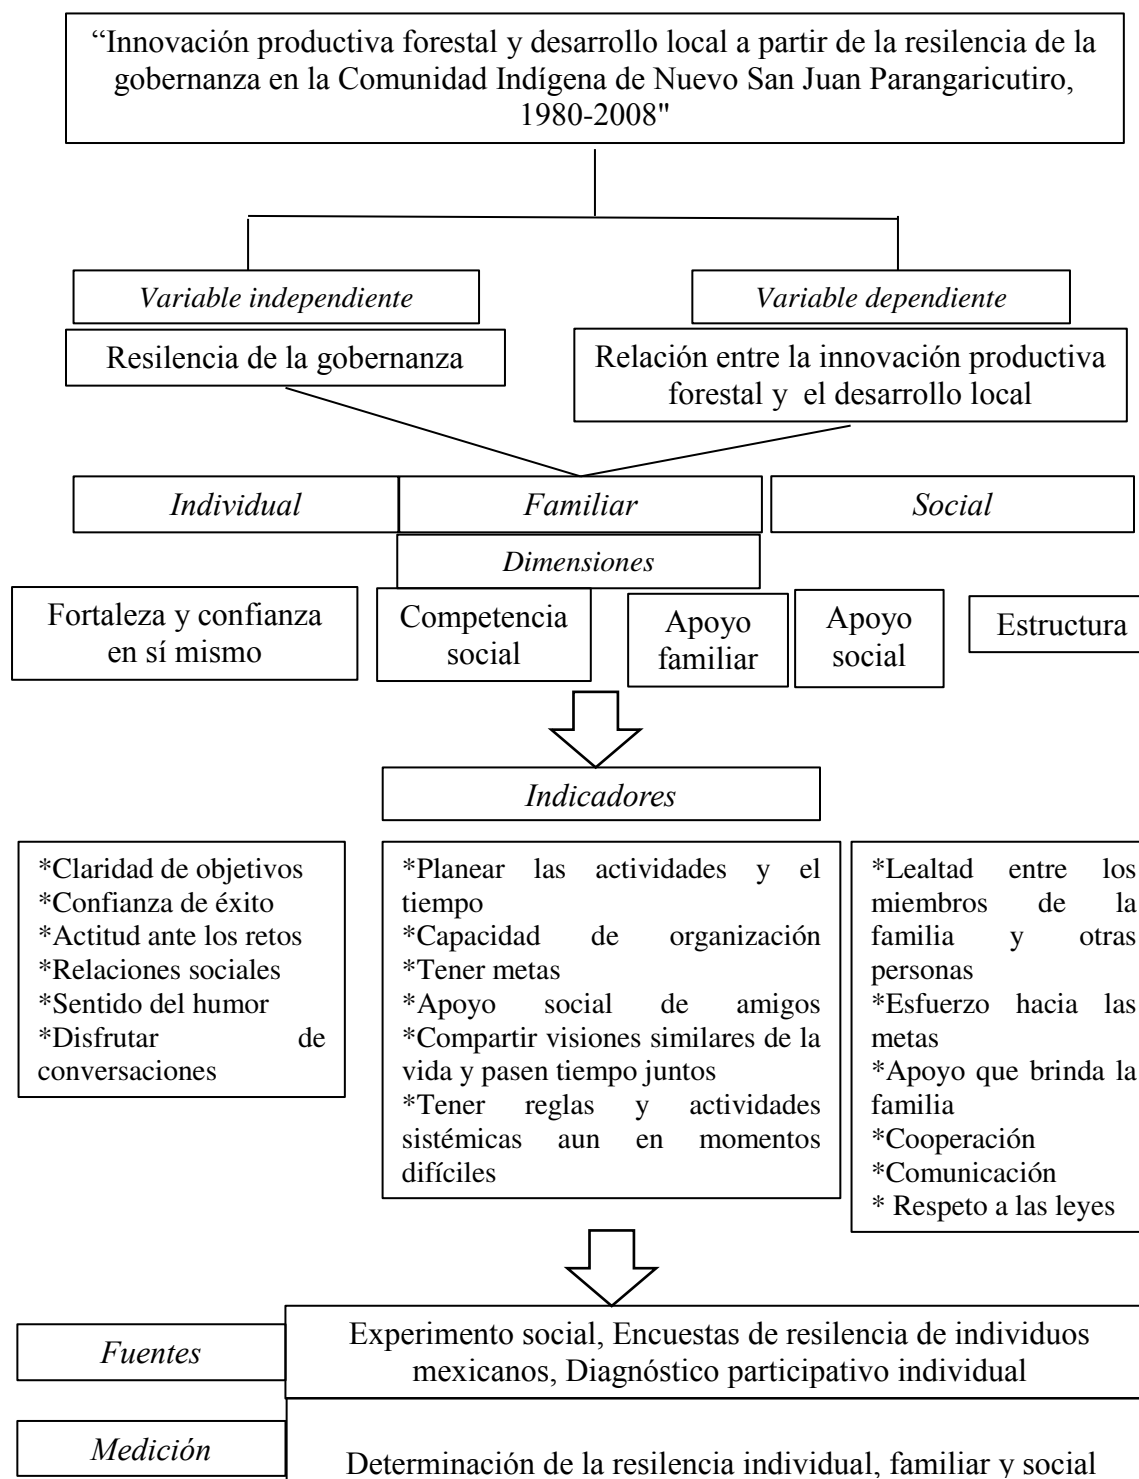 “Innovación productiva forestal y desarrollo local a partir de la resilencia de la
gobernanza en la Comunidad Indígena de Nuevo San Juan Parangaricutiro,
1980-2008"
Variable independiente
Variable dependiente
Resilencia de la gobernanza
Relación entre la innovación productiva
forestal y el desarrollo local
Individual
Familiar
Social
Dimensiones
Fortaleza y confianza
en sí mismo
Competencia
social
Apoyo
familiar
Apoyo
social
Estructura
Indicadores
*Claridad de objetivos
*Confianza de éxito
*Actitud ante los retos
*Relaciones sociales
*Sentido del humor
*Disfrutar de
conversaciones
*Planear las actividades y el
tiempo
*Capacidad de organización
*Tener metas
*Apoyo social de amigos
*Compartir visiones similares de la
vida y pasen tiempo juntos
*Tener reglas y actividades
sistémicas aun en momentos
difíciles
*Lealtad entre los
miembros de la
familia y otras
personas
*Esfuerzo hacia las
metas
*Apoyo que brinda la
familia
*Cooperación
*Comunicación
* Respeto a las leyes
Fuentes
Experimento social, Encuestas de resilencia de individuos
mexicanos, Diagnóstico participativo individual
Medición
Determinación de la resilencia individual, familiar y social